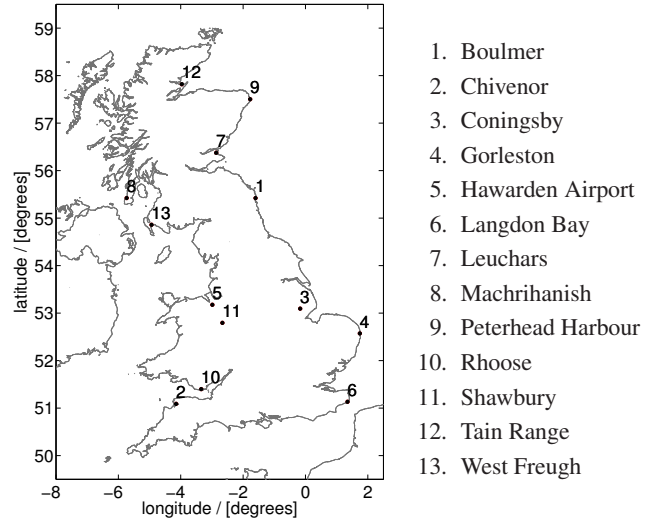 59
58
57
56
55
54
53
52
51
50
−8
−6
−4
−2
0
2
latitude / [degrees]
longitude / [degrees]
12
9
7
8
1
13
5
11
3
4
10
2
6
1. Boulmer
2. Chivenor
3. Coningsby
4. Gorleston
5. Hawarden Airport
6. Langdon Bay
7. Leuchars
8. Machrihanish
9. Peterhead Harbour
10. Rhoose
11. Shawbury
12. Tain Range
13. West Freugh